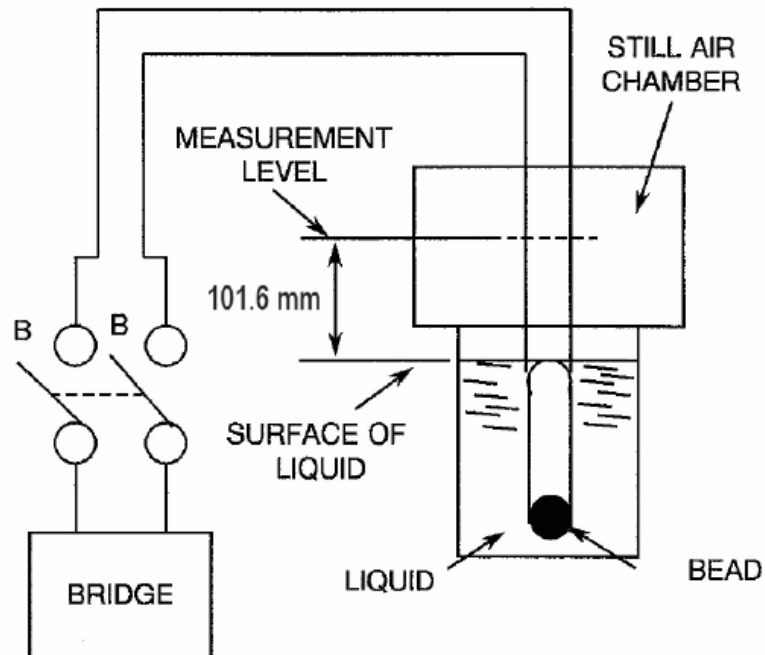 STILL AIR
CHAMBER
MEASUREMENT
LEVEL
101.6 mm
B
B
SURFACE OF
LIQUID
LIQUID
BEAD
BRIDGE